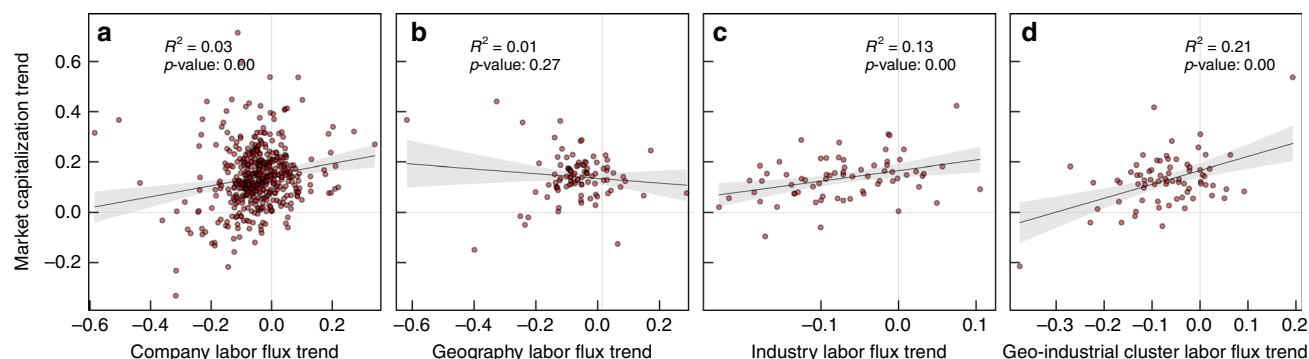 a
R² = 0.03
p-value: 0.00
b
R² = 0.01
p-value: 0.27
c
R² = 0.13
p-value: 0.00
d
R² = 0.21
p-value: 0.00
Market capitalization trend
0.6
0.4
0.2
0.0
−0.2
−0.6 −0.4 −0.2 0.0 0.2
−0.6 −0.4 −0.2 0.0 0.2
−0.1 0.0 0.1
−0.3 −0.2 −0.1 0.0 0.1 0.2
Company labor flux trend
Geography labor flux trend
Industry labor flux trend
Geo-industrial cluster labor flux trend